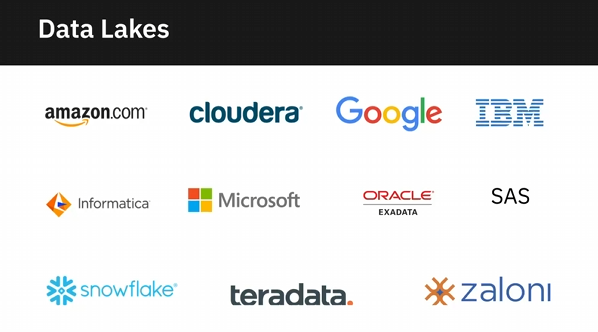 Data Lakes
amazon.com
cloudera
Google
IBM
Informatica
Microsoft
ORACLE
EXADATA
SAS
snowflake
teradata.
zaloni